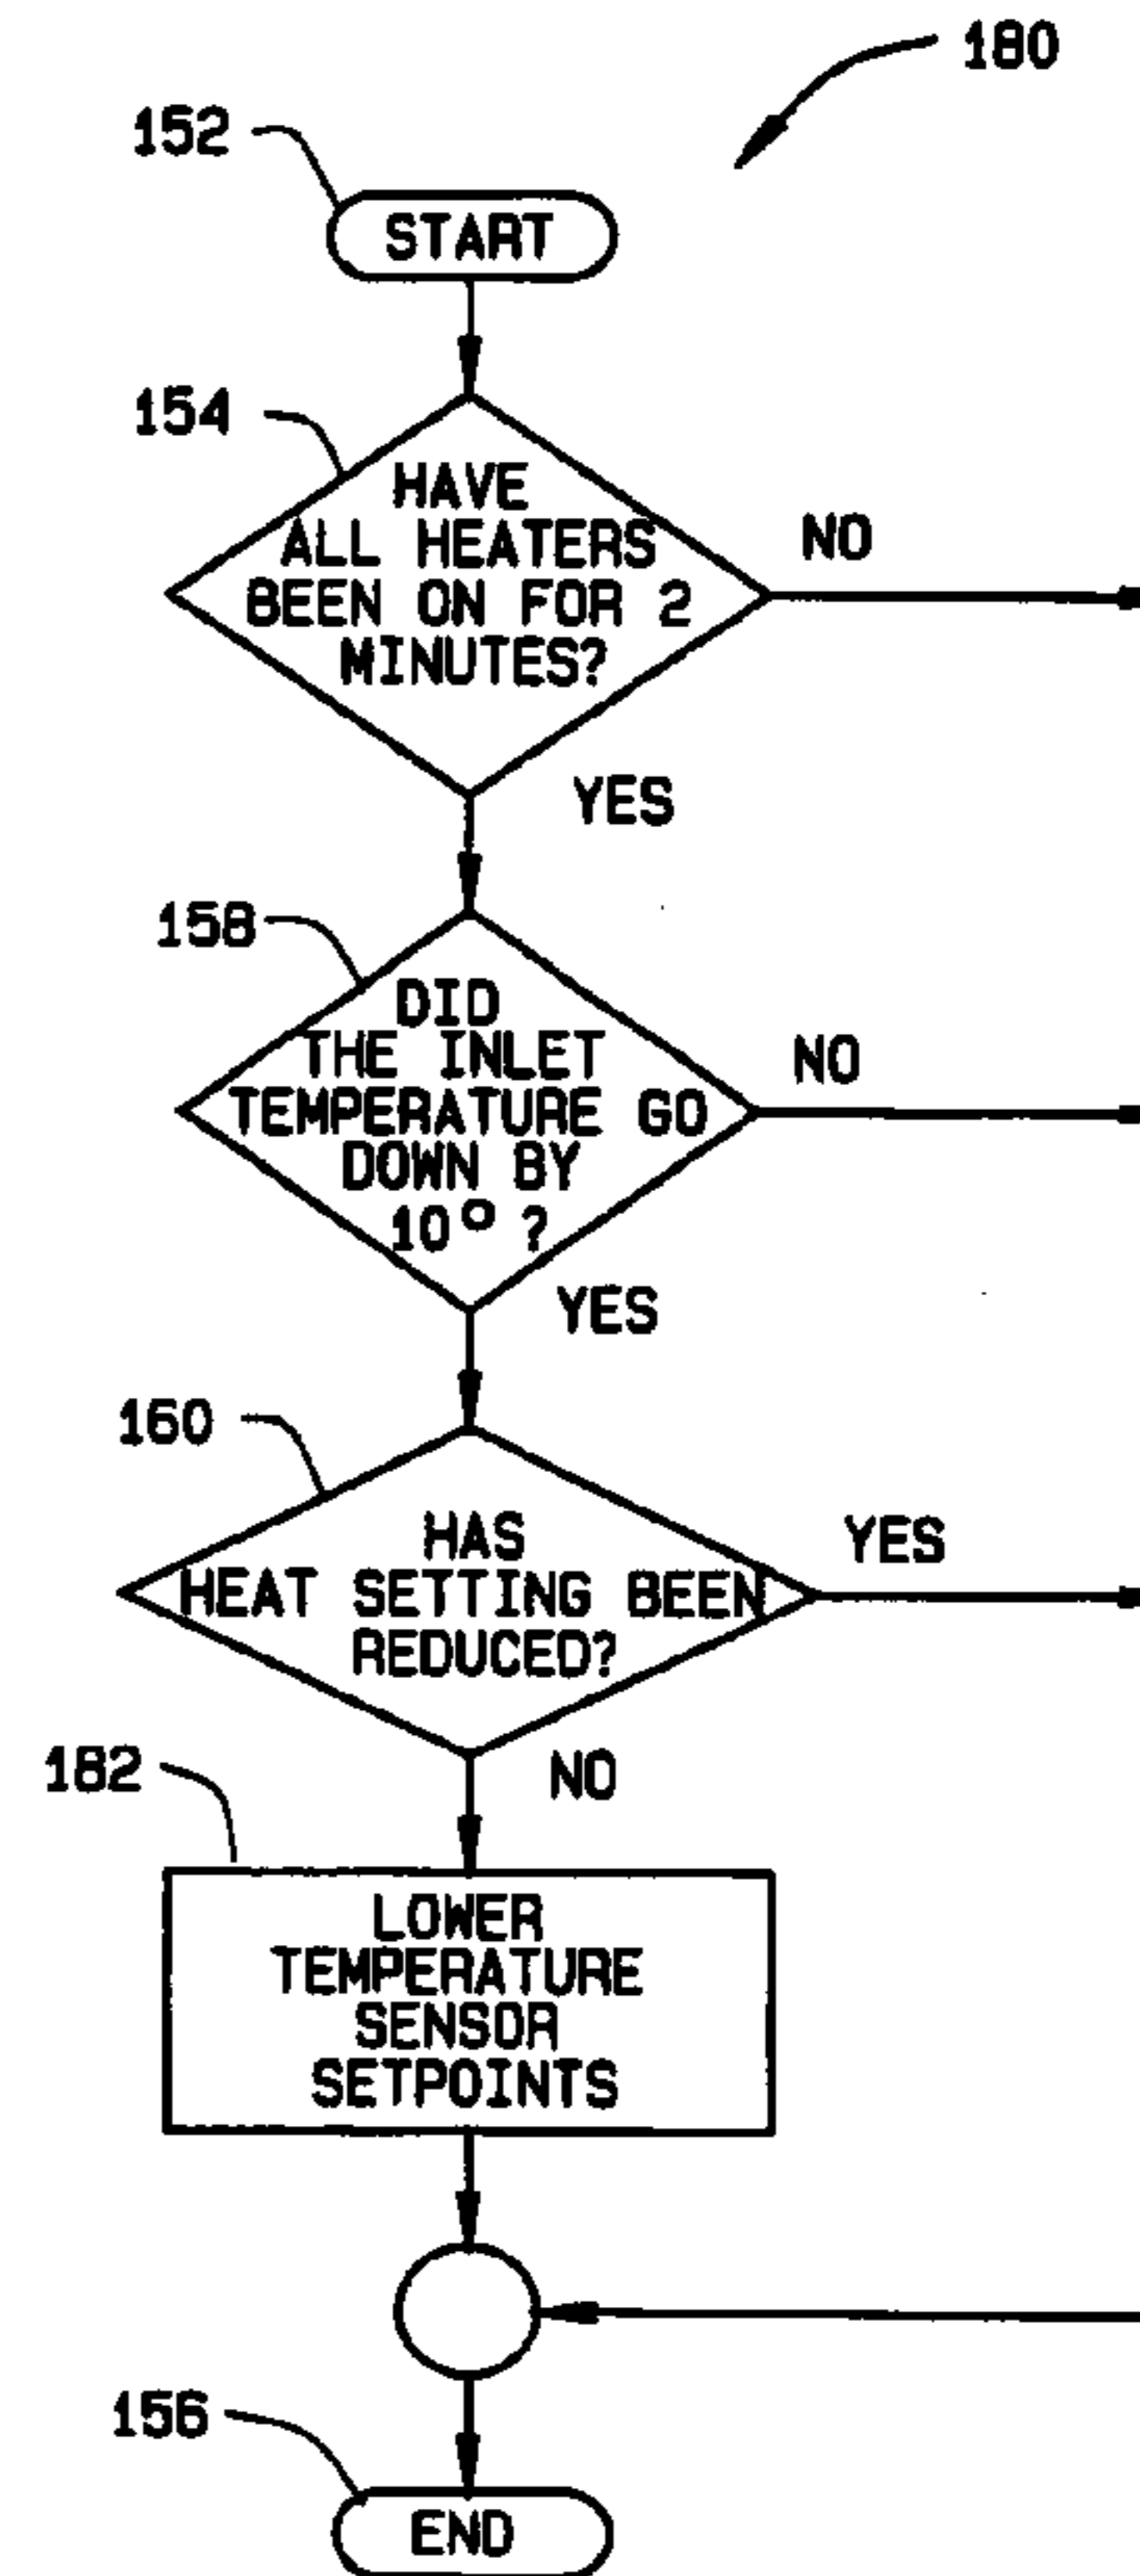 180
152
START
154
HAVE
ALL HEATERS
BEEN ON FOR 2
MINUTES?
NO
YES
158
DID
THE INLET
TEMPERATURE GO
DOWN BY
10° ?
NO
YES
160
HAS
HEAT SETTING BEEN
REDUCED?
YES
NO
182
LOWER
TEMPERATURE
SENSOR
SETPOINTS
156
END